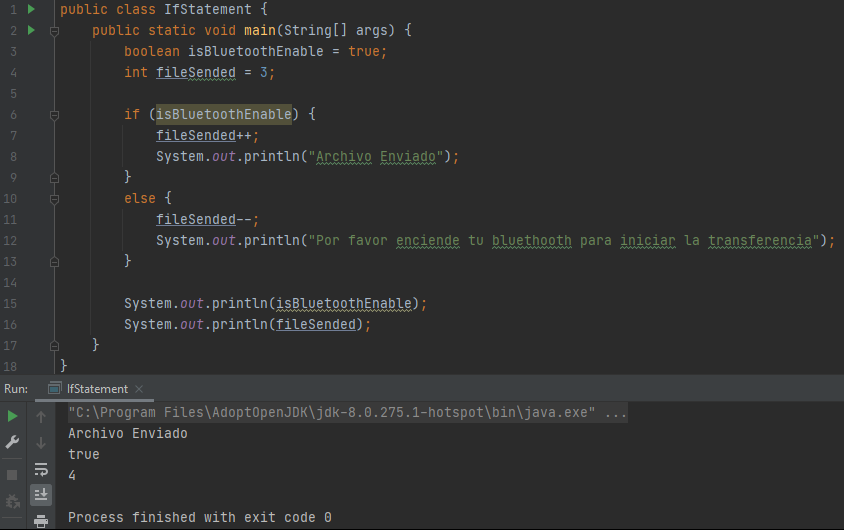 1 public class IfStatement {
2 public static void main(String[] args) {
3 boolean isBluetoothEnable = true;
4 int fileSended = 3;
5
6 if (isBluetoothEnable) {
7 fileSended++;
8 System.out.println("Archivo Enviado");
9 }
10 else {
11 fileSended--;
12 System.out.println("Por favor enciende tu bluethooth para iniciar la transferencia");
13 }
14
15 System.out.println(isBluetoothEnable);
16 System.out.println(fileSended);
17 }
18 }
Run: IfStatement ×
"C:\Program Files\AdoptOpenJDK\jdk-8.0.275.1-hotspot\bin\java.exe" ...
Archivo Enviado
true
4
Process finished with exit code 0